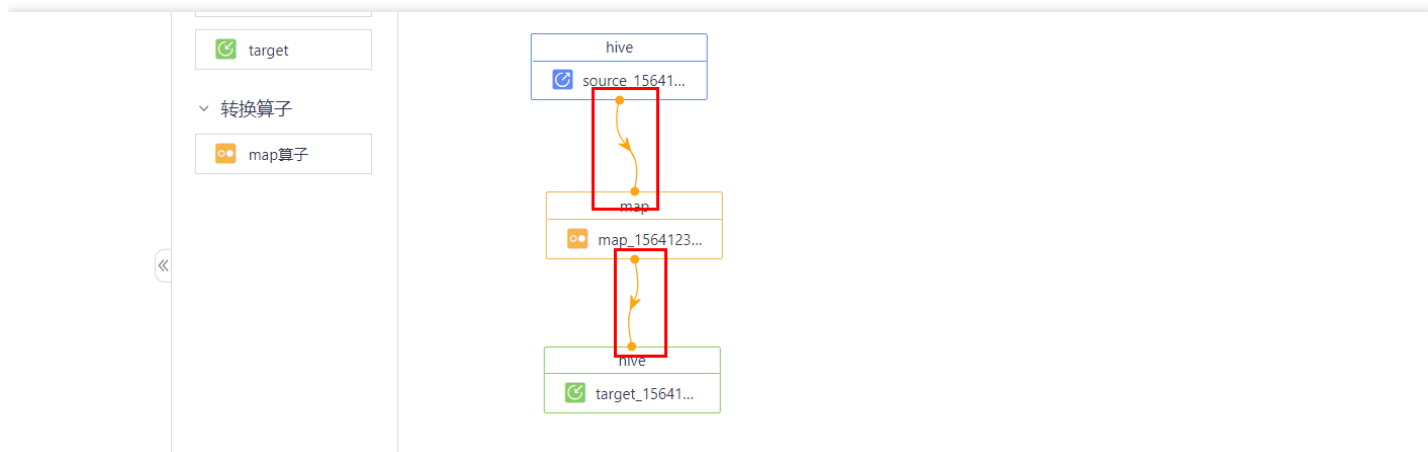 target
转换算子
map算子
hive
source_15641...
map
map_1564123...
hive
target_15641...